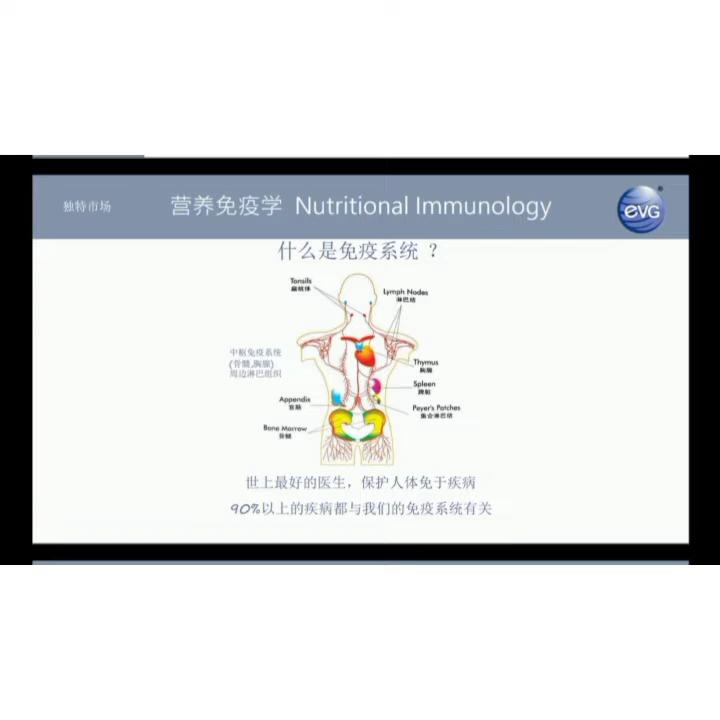 独特市场
营养免疫学 Nutritional Immunology
evG
®
什么是免疫系统 ？
Tonsils
扁桃体
Lymph Nodes
淋巴结
中枢免疫系统
(骨髓,胸腺)
周边淋巴组织
Thymus
胸腺
Spleen
脾脏
Appendix
盲肠
Peyer's Patches
集合淋巴结
Bone Marrow
骨髓
世上最好的医生，保护人体免于疾病
90%以上的疾病都与我们的免疫系统有关